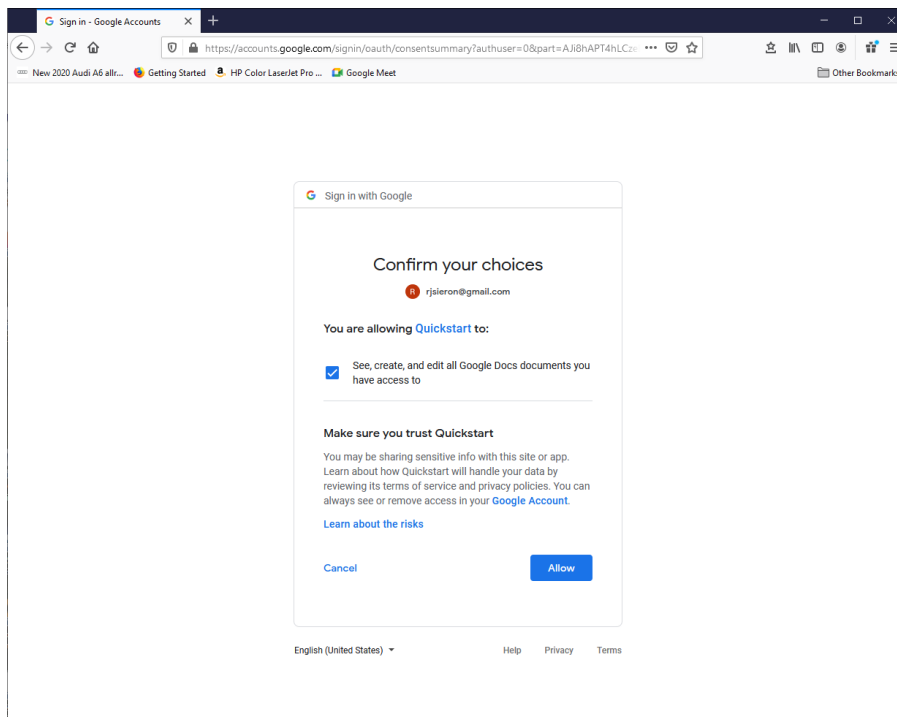 Sign in - Google Accounts
https://accounts.google.com/signin/oauth/consentsummary?authuser=0&part=AJi8hAPT4hLCze
New 2020 Audi A6 allr... Getting Started HP Color LaserJet Pro ... Google Meet Other Bookmarks
Sign in with Google
Confirm your choices
R rjsieron@gmail.com
You are allowing Quickstart to:
See, create, and edit all Google Docs documents you
have access to
Make sure you trust Quickstart
You may be sharing sensitive info with this site or app.
Learn about how Quickstart will handle your data by
reviewing its terms of service and privacy policies. You can
always see or remove access in your Google Account.
Learn about the risks
Cancel Allow
English (United States) Help Privacy Terms